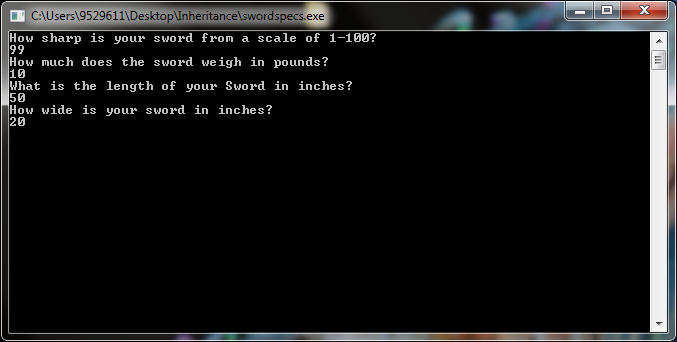 C:\Users\9529611\Desktop\Inheritance\swordspecs.exe
How sharp is your sword from a scale of 1-100?
99
How much does the sword weigh in pounds?
10
What is the length of your Sword in inches?
50
How wide is your sword in inches?
20